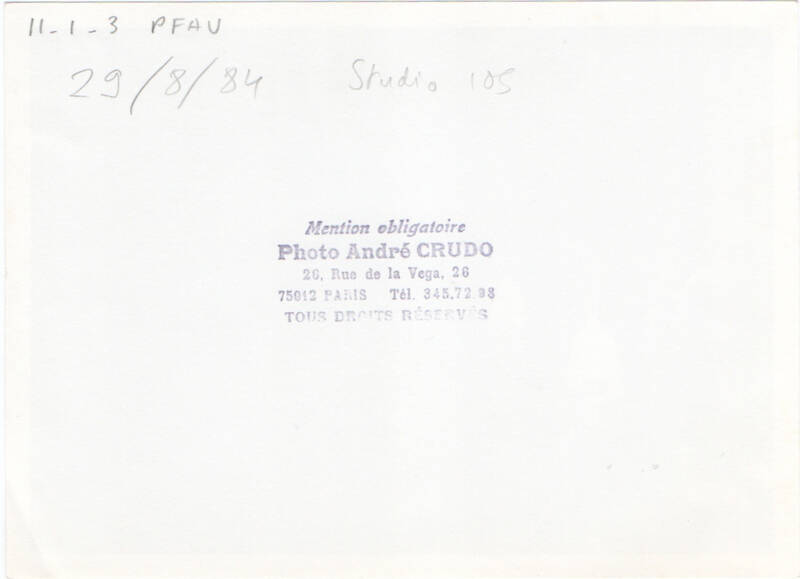 11-1-3 PFAU
29/8/84 Studio 105
Mention obligatoire
Photo André CRUDO
26, Rue de la Vega, 26
75012 PARIS Tél. 345.72.98
TOUS DROITS RÉSERVÉS